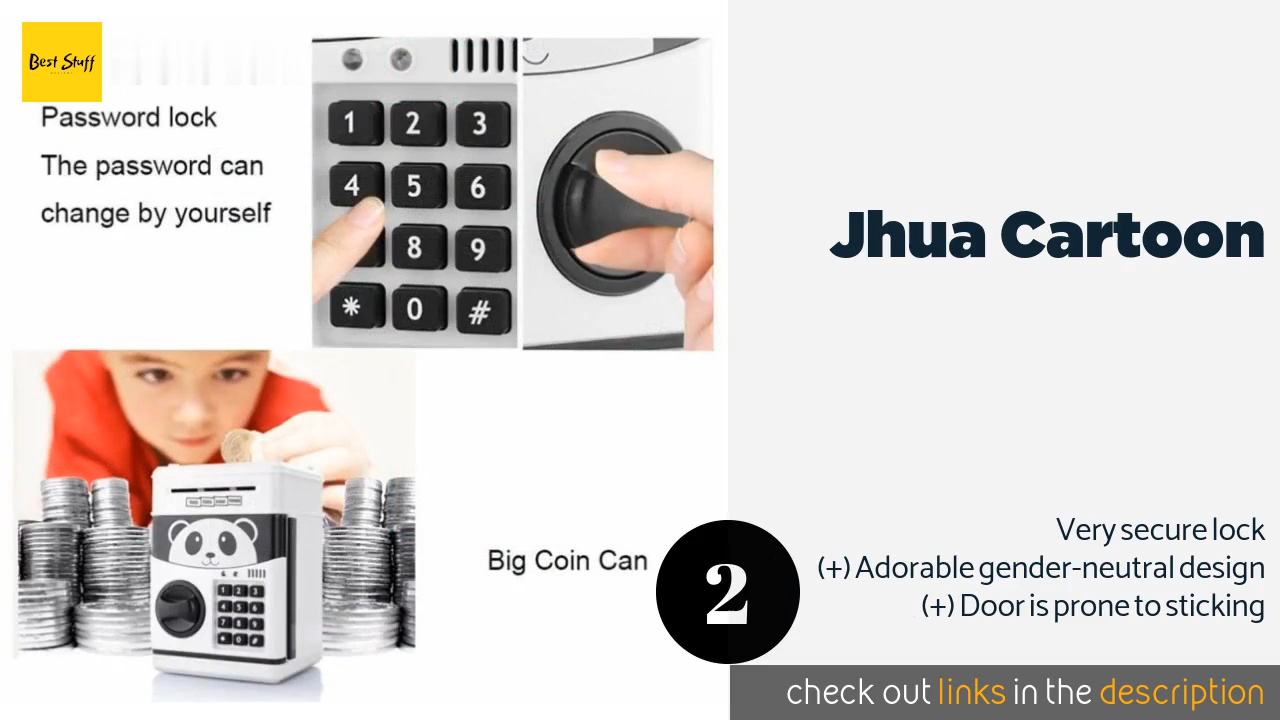 Best Stuff
Password lock
The password can
change by yourself
1 2 3
4 5 6
8 9
* 0 #
Jhua Cartoon
Big Coin Can
2
Very secure lock
(+) Adorable gender-neutral design
(+) Door is prone to sticking
check out links in the description